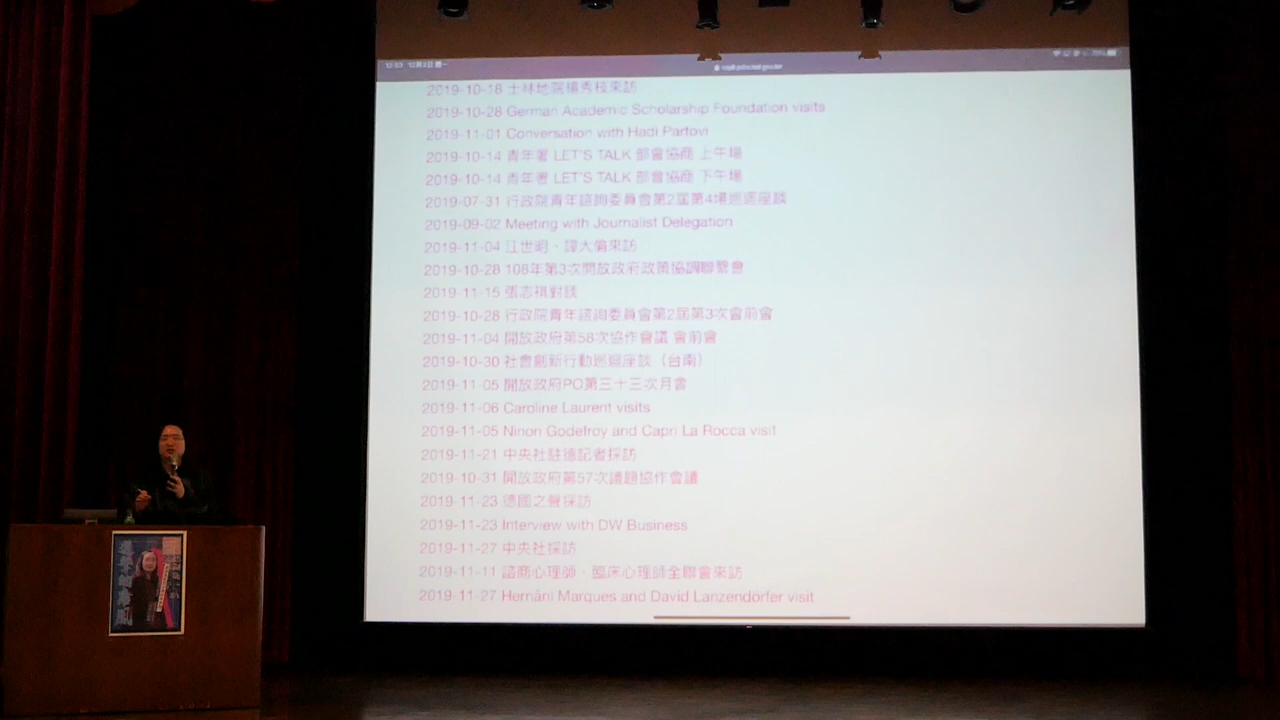 12:53 12月2日 週一
2019-10-18 士林地院楊秀枝來訪
2019-10-28 German Academic Scholarship Foundation visits
2019-11-01 Conversation with Hadi Partovi
2019-10-14 青年署 LET'S TALK 部會協商 上午場
2019-10-14 青年署 LET'S TALK 部會協商 下午場
2019-07-31 行政院青年諮詢委員會第2屆第4場巡迴座談
2019-09-02 Meeting with Journalist Delegation
2019-11-04 江世明、譚大倫來訪
2019-10-28 108年第3次開放政府政策協調聯繫會
2019-11-15 張志祺對談
2019-10-28 行政院青年諮詢委員會第2屆第3次會前會
2019-11-04 開放政府第58次協作會議 會前會
2019-10-30 社會創新行動巡迴座談（台南）
2019-11-05 開放政府PO第三十三次月會
2019-11-06 Caroline Laurent visits
2019-11-05 Ninon Godefroy and Capri La Rocca visit
2019-11-21 中央社駐德記者採訪
2019-10-31 開放政府第57次議題協作會議
2019-11-23 德國之聲採訪
2019-11-23 Interview with DW Business
2019-11-27 中央社採訪
2019-11-11 諮商心理師、臨床心理師全聯會來訪
2019-11-27 Hernâni Marques and David Lanzendörfer visit